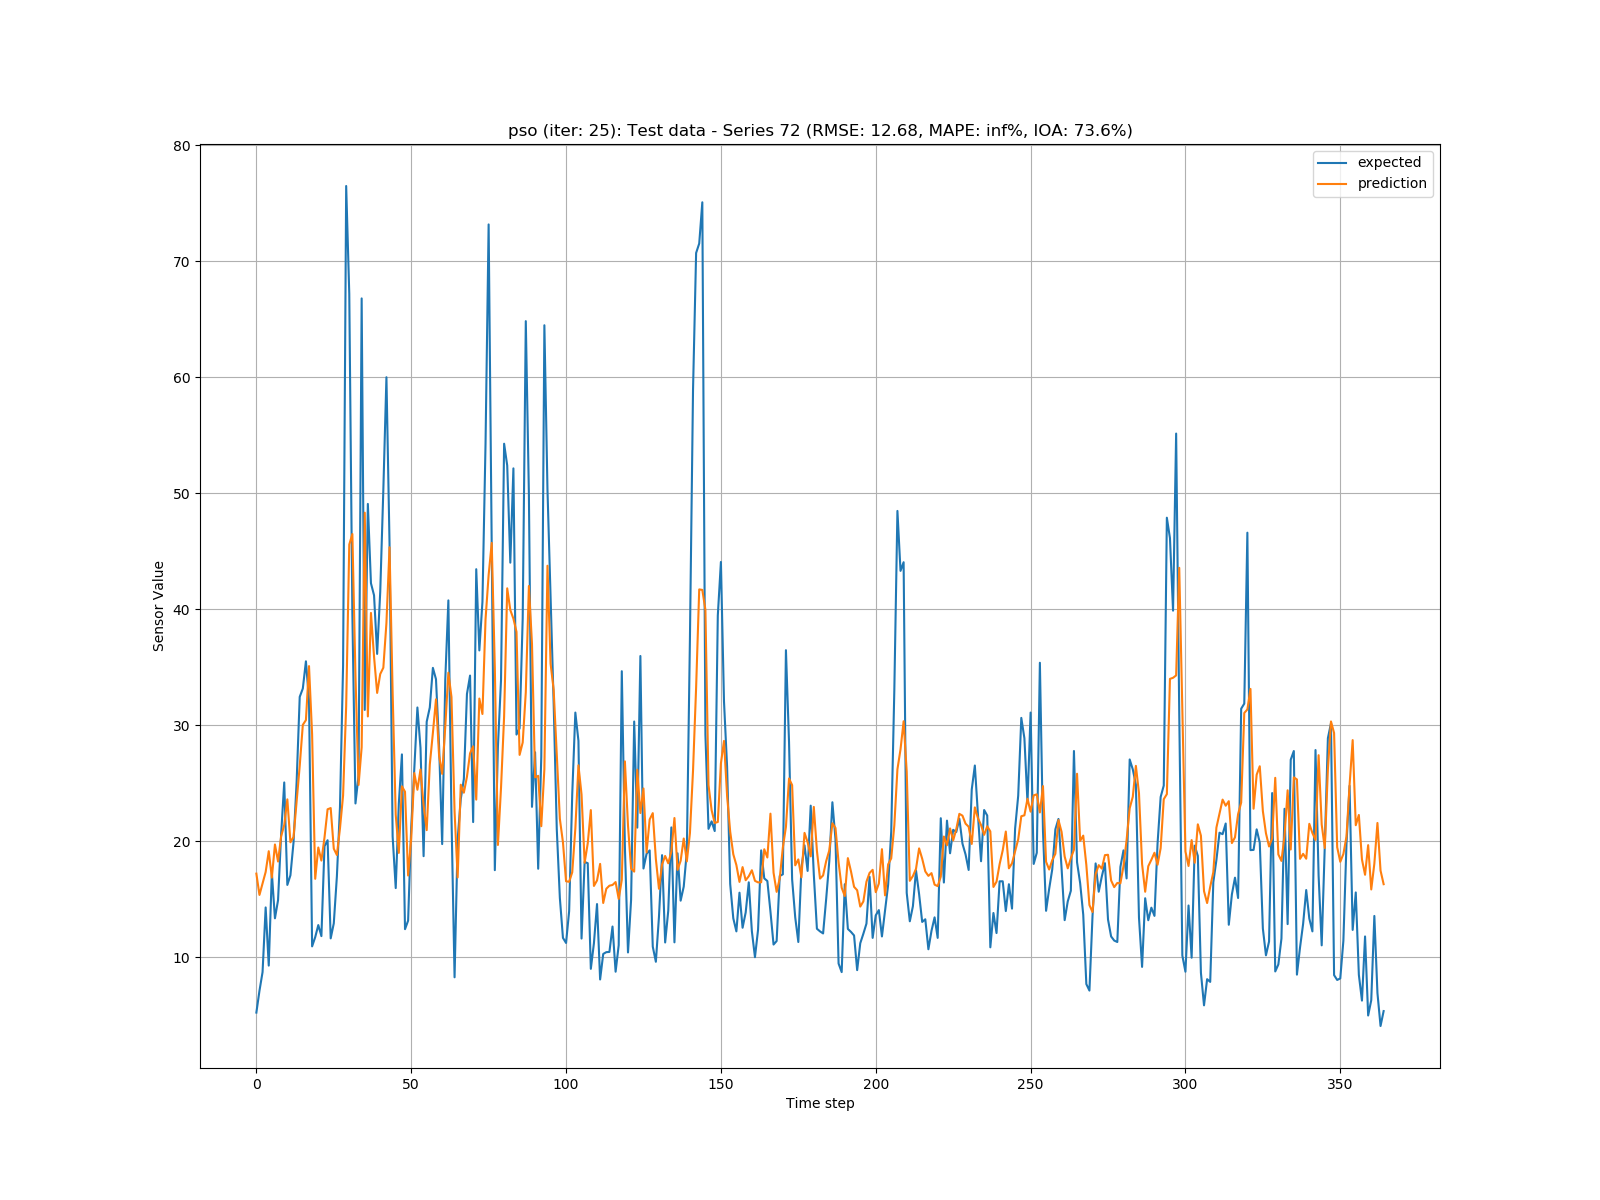 pso (iter: 25): Test data - Series 72 (RMSE: 12.68, MAPE: inf%, IOA: 73.6%)
expected
prediction
80
70
60
50
40
30
20
10
Sensor Value
0 50 100 150 200 250 300 350
Time step